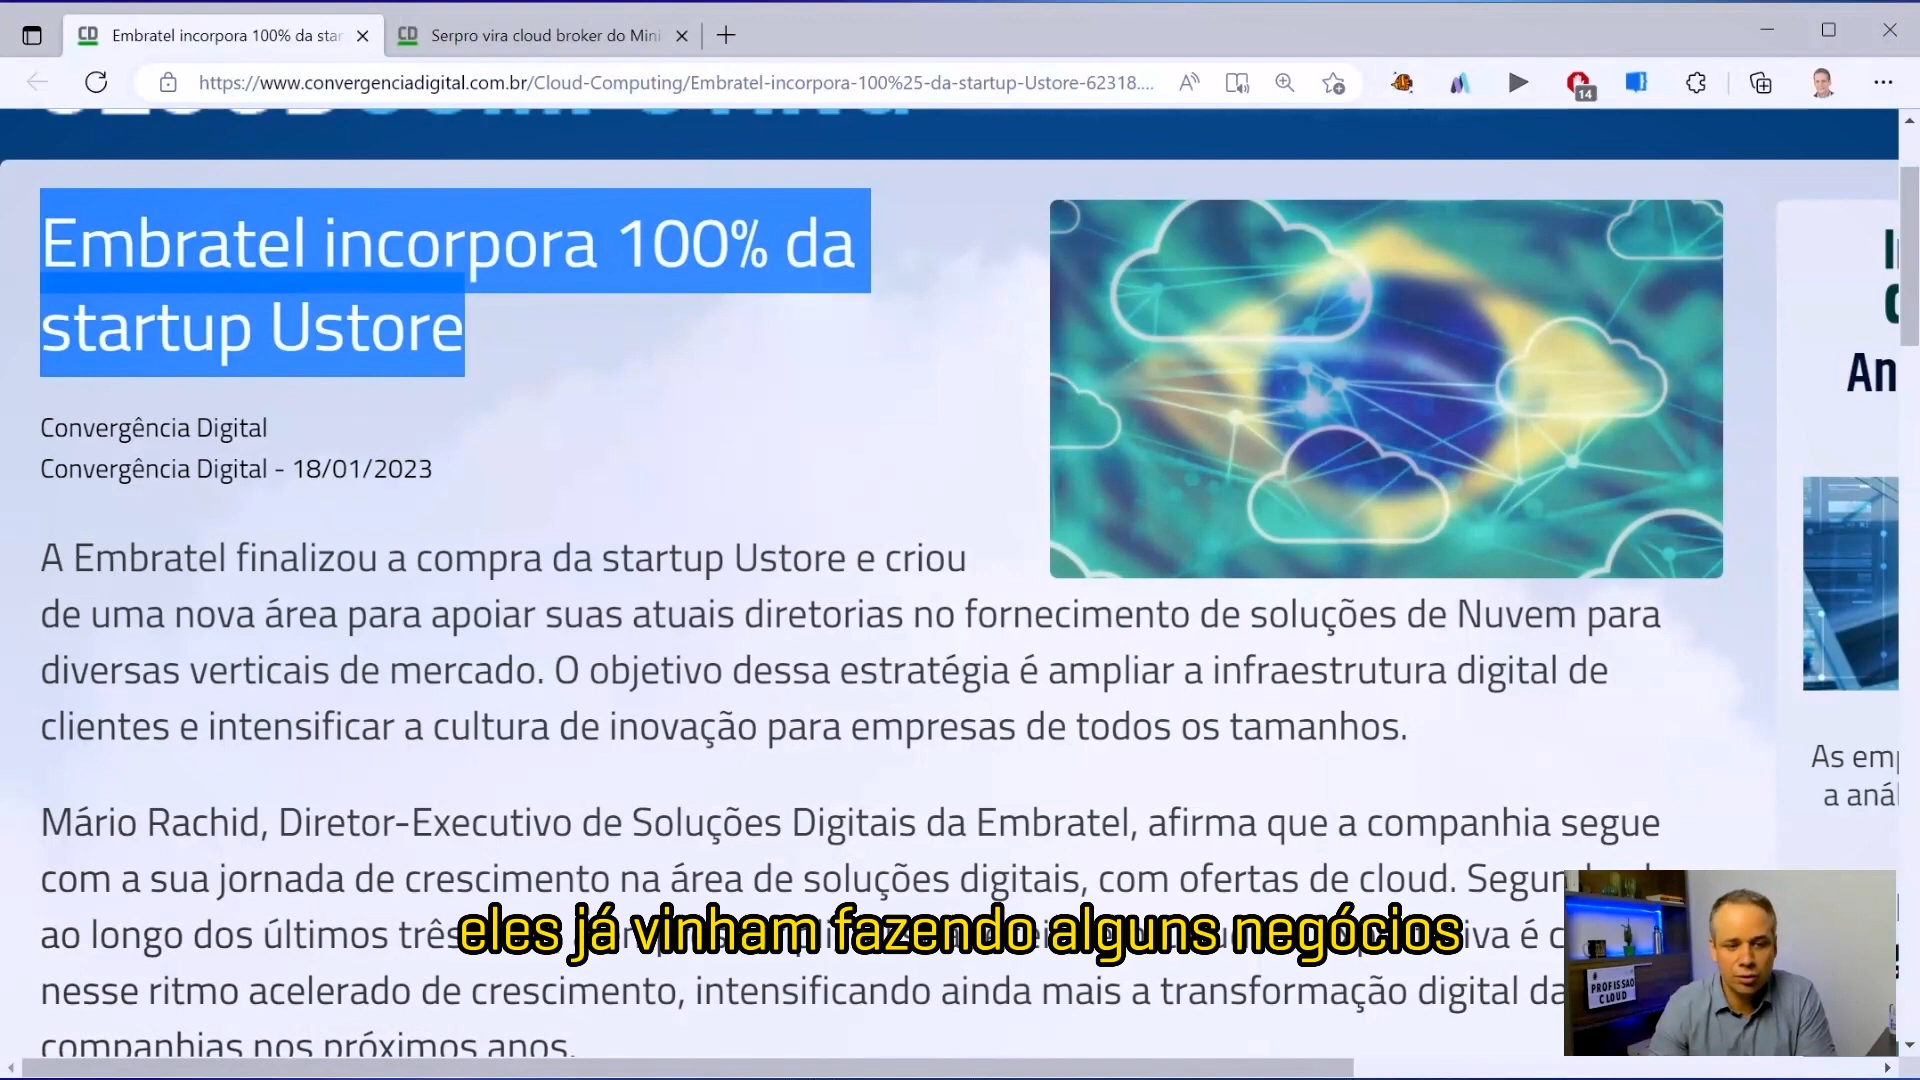 Embratel incorpora 100% da star
Serpro vira cloud broker do Mini
https://www.convergenciadigital.com.br/Cloud-Computing/Embratel-incorpora-100%25-da-startup-Ustore-62318....
14
Embratel incorpora 100% da
startup Ustore
Convergência Digital
Convergência Digital - 18/01/2023
A Embratel finalizou a compra da startup Ustore e criou
de uma nova área para apoiar suas atuais diretorias no fornecimento de soluções de Nuvem para
diversas verticais de mercado. O objetivo dessa estratégia é ampliar a infraestrutura digital de
clientes e intensificar a cultura de inovação para empresas de todos os tamanhos.
Mário Rachid, Diretor-Executivo de Soluções Digitais da Embratel, afirma que a companhia segue
com a sua jornada de crescimento na área de soluções digitais, com ofertas de cloud.
ao longo dos últimos três
nesse ritmo acelerado de crescimento, intensificando ainda mais a transformação digital da
companhias nos próximos anos.
eles já vinham fazendo alguns negócios
An
As emp
a aná
PROFISSÃO
CLOUD